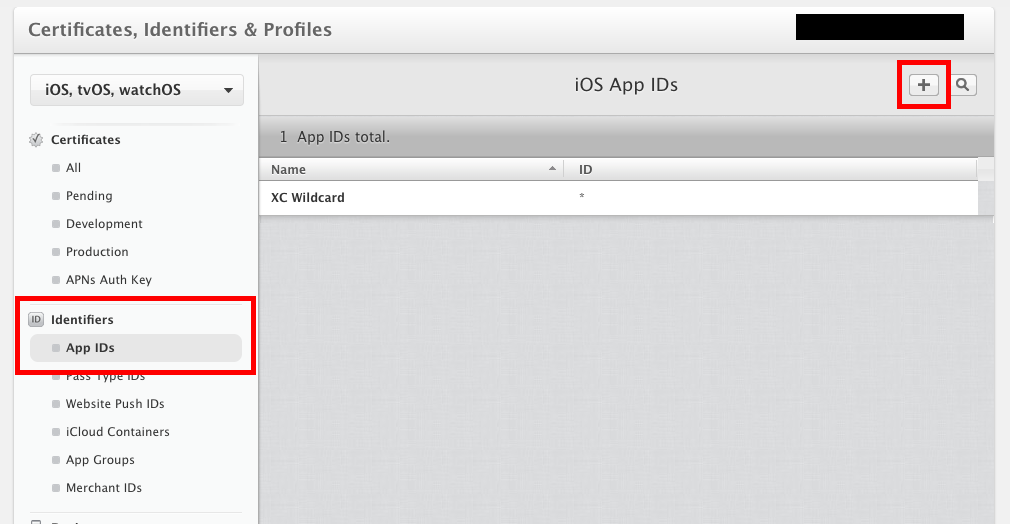 Certificates, Identifiers & Profiles
iOS, tvOS, watchOS
Certificates
All
Pending
Development
Production
APNs Auth Key
ID Identifiers
App IDs
Pass Type IDs
Website Push IDs
iCloud Containers
App Groups
Merchant IDs
iOS App IDs
1 App IDs total.
Name ID
XC Wildcard *